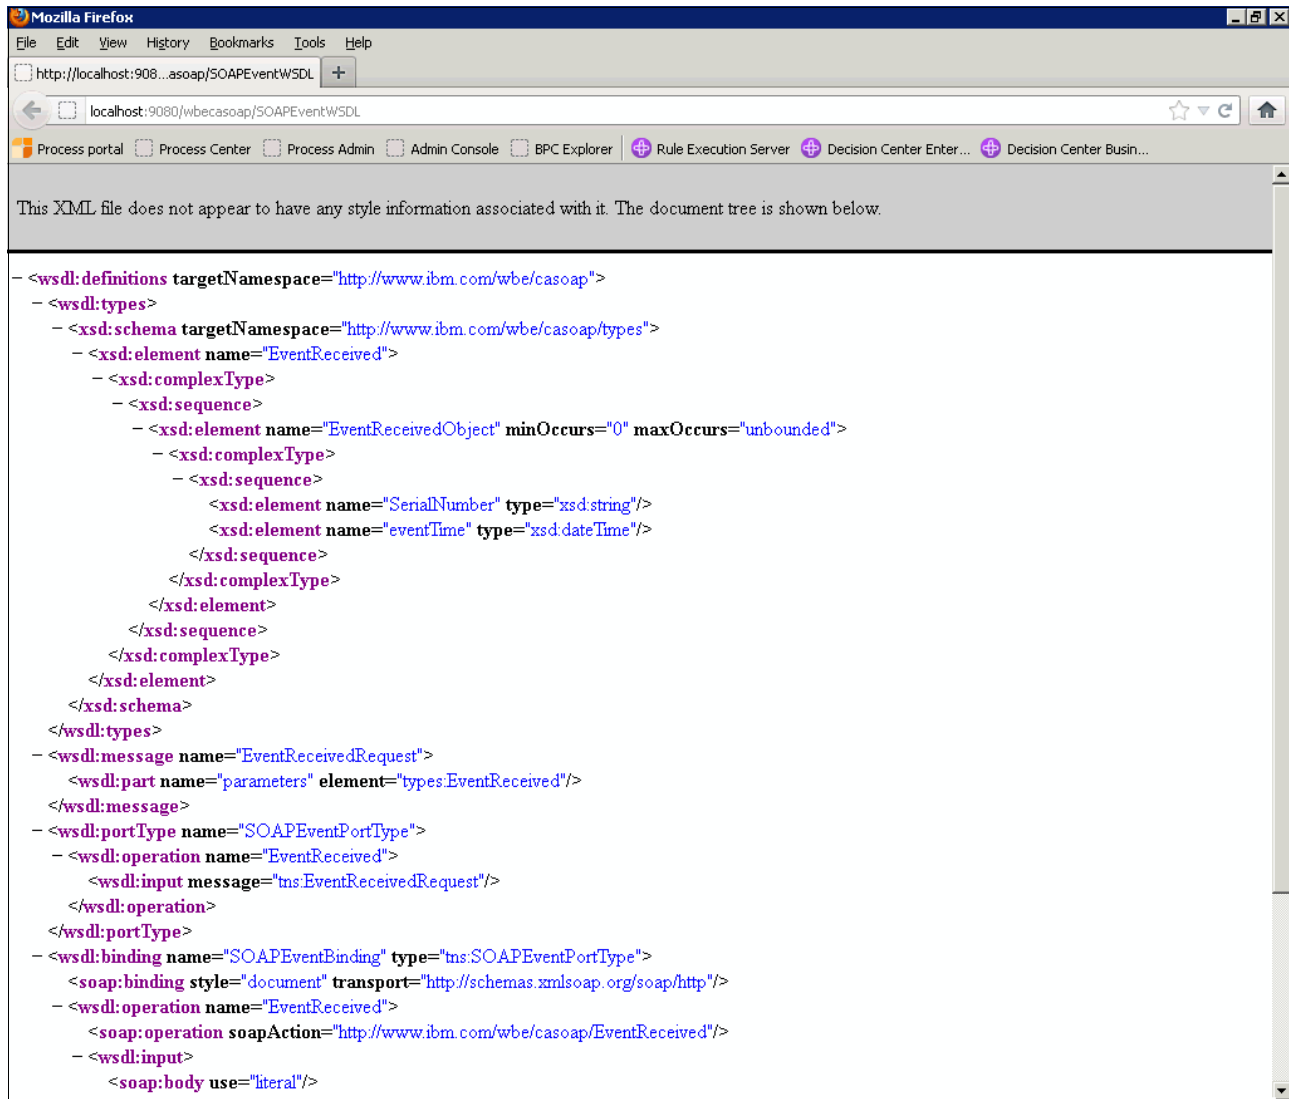 Mozilla Firefox
File Edit View History Bookmarks Tools Help
http://localhost:908...asoap/SOAPEventWSDL +
localhost:9080/wbecasoap/SOAPEventWSDL
Process portal Process Center Process Admin Admin Console BPC Explorer Rule Execution Server Decision Center Enter... Decision Center Busin...
This XML file does not appear to have any style information associated with it. The document tree is shown below.
− <wsdl:definitions targetNamespace="http://www.ibm.com/wbe/casoap">
− <wsdl:types>
− <xsd:schema targetNamespace="http://www.ibm.com/wbe/casoap/types">
− <xsd:element name="EventReceived">
− <xsd:complexType>
− <xsd:sequence>
− <xsd:element name="EventReceivedObject" minOccurs="0" maxOccurs="unbounded">
− <xsd:complexType>
− <xsd:sequence>
<xsd:element name="SerialNumber" type="xsd:string"/>
<xsd:element name="eventTime" type="xsd:dateTime"/>
</xsd:sequence>
</xsd:complexType>
</xsd:element>
</xsd:sequence>
</xsd:complexType>
</xsd:element>
</xsd:schema>
</wsdl:types>
− <wsdl:message name="EventReceivedRequest">
<wsdl:part name="parameters" element="types:EventReceived"/>
</wsdl:message>
− <wsdl:portType name="SOAPEventPortType">
− <wsdl:operation name="EventReceived">
<wsdl:input message="tns:EventReceivedRequest"/>
</wsdl:operation>
</wsdl:portType>
− <wsdl:binding name="SOAPEventBinding" type="tns:SOAPEventPortType">
<soap:binding style="document" transport="http://schemas.xmlsoap.org/soap/http"/>
− <wsdl:operation name="EventReceived">
<soap:operation soapAction="http://www.ibm.com/wbe/casoap/EventReceived"/>
− <wsdl:input>
<soap:body use="literal"/>